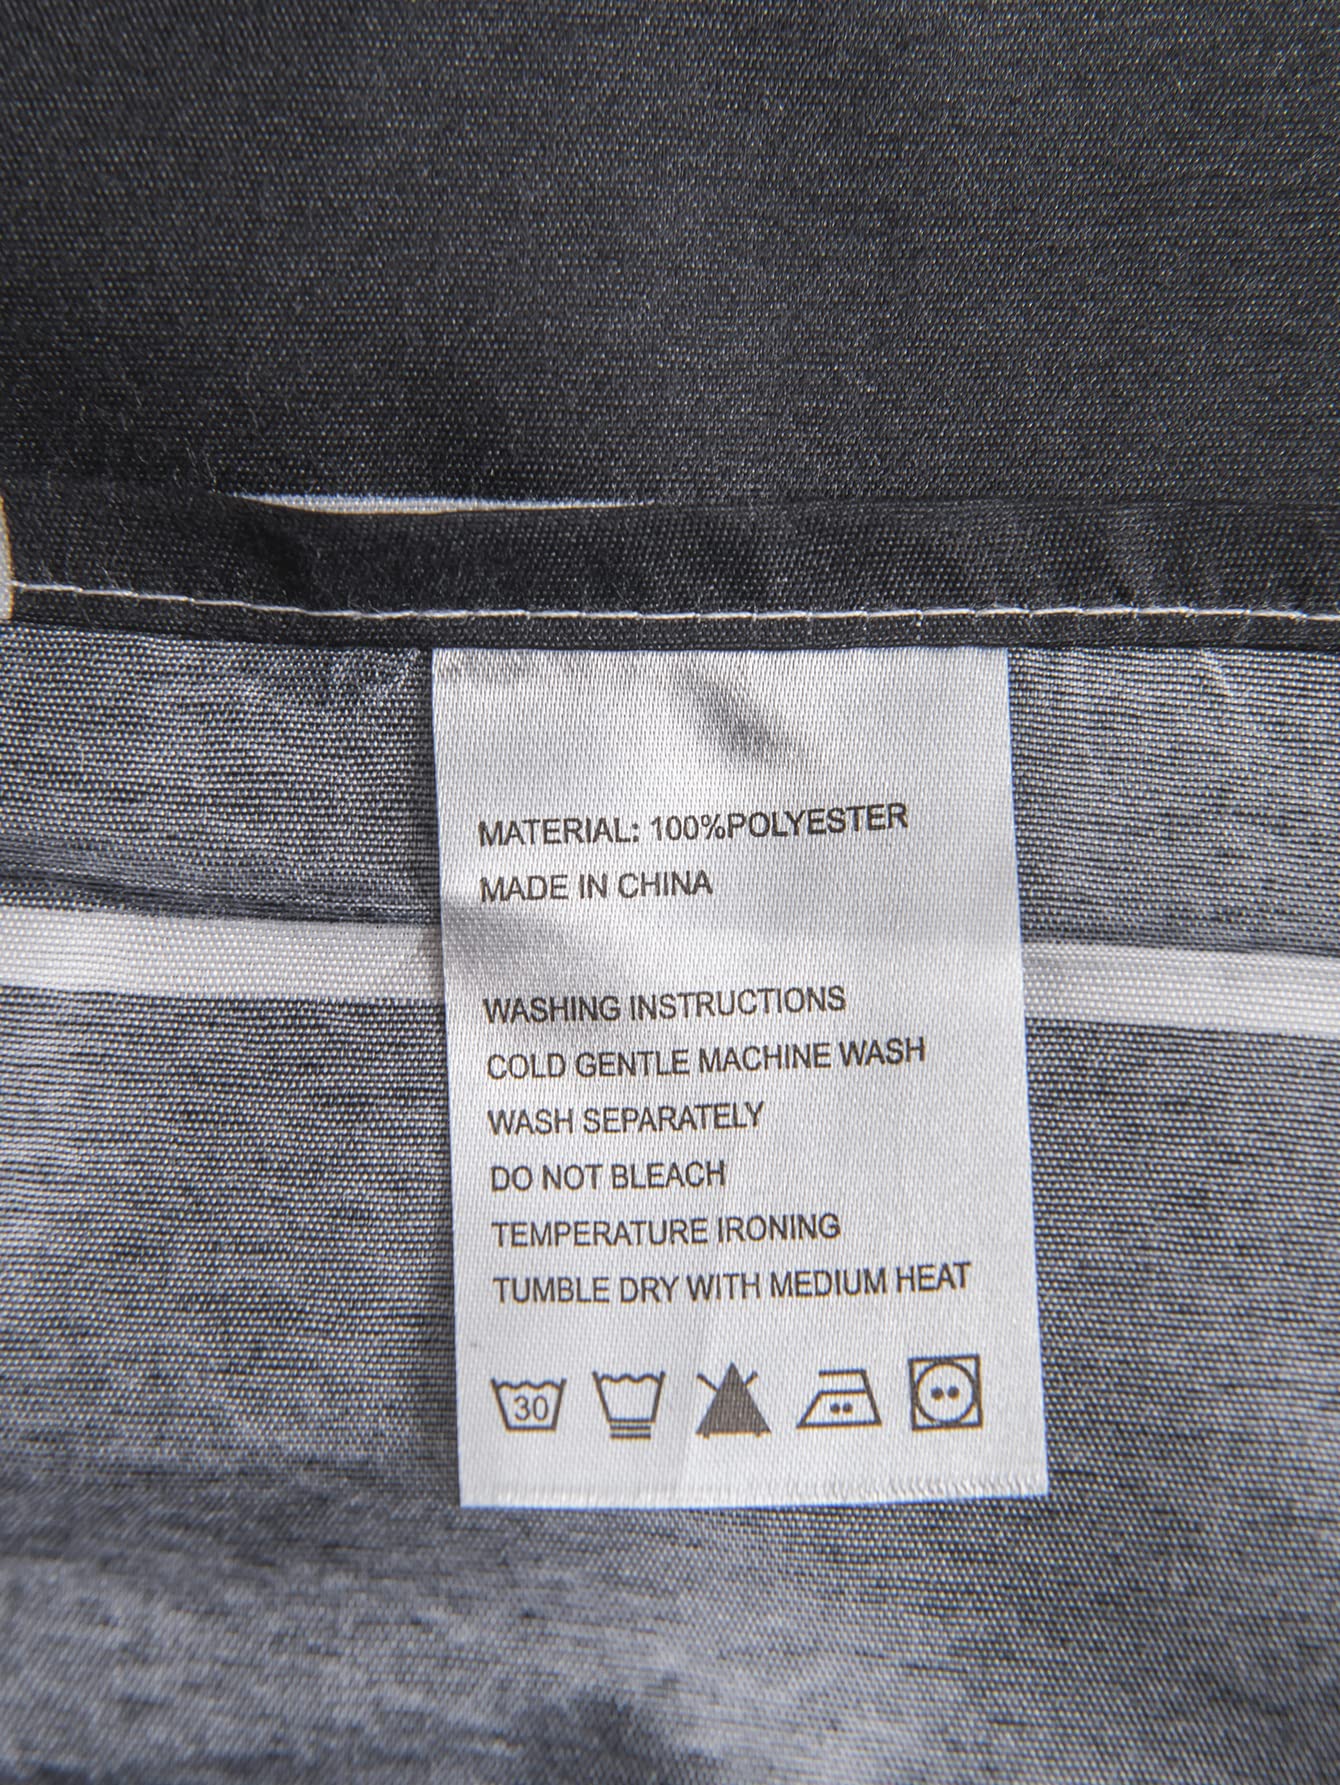 MATERIAL: 100%POLYESTER
MADE IN CHINA
WASHING INSTRUCTIONS
COLD GENTLE MACHINE WASH
WASH SEPARATELY
DO NOT BLEACH
TEMPERATURE IRONING
TUMBLE DRY WITH MEDIUM HEAT
30